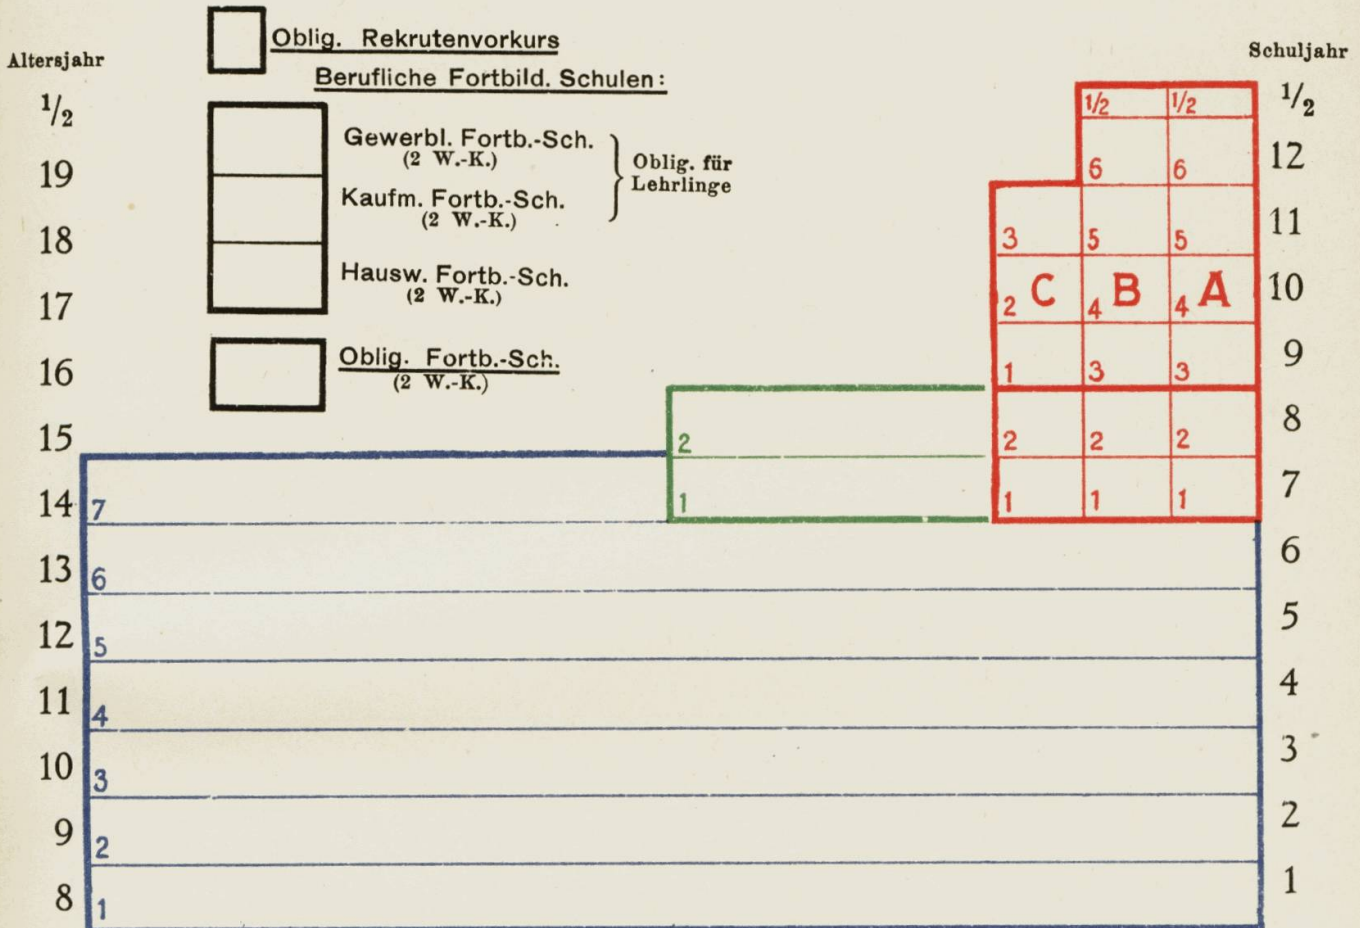 Oblig. Rekrutenvorkurs
Altersjahr
Schuljahr
Berufliche Fortbild. Schulen:
1/2
19
18
17
16
15
14
13
12
11
10
9
8
Gewerbl. Fortb.-Sch.
(2 W.-K.)
Kaufm. Fortb.-Sch.
(2 W.-K.)
Oblig. für
Lehrlinge
Hausw. Fortb.-Sch.
(2 W.-K.)
Oblig. Fortb.-Sch.
(2 W.-K.)
1/2 1/2
6 6
3 5 5
C B A
2 4 4
1 3 3
2 2 2
1 1 1
2
1
7
6
5
4
3
2
1
1/2
12
11
10
9
8
7
6
5
4
3
2
1